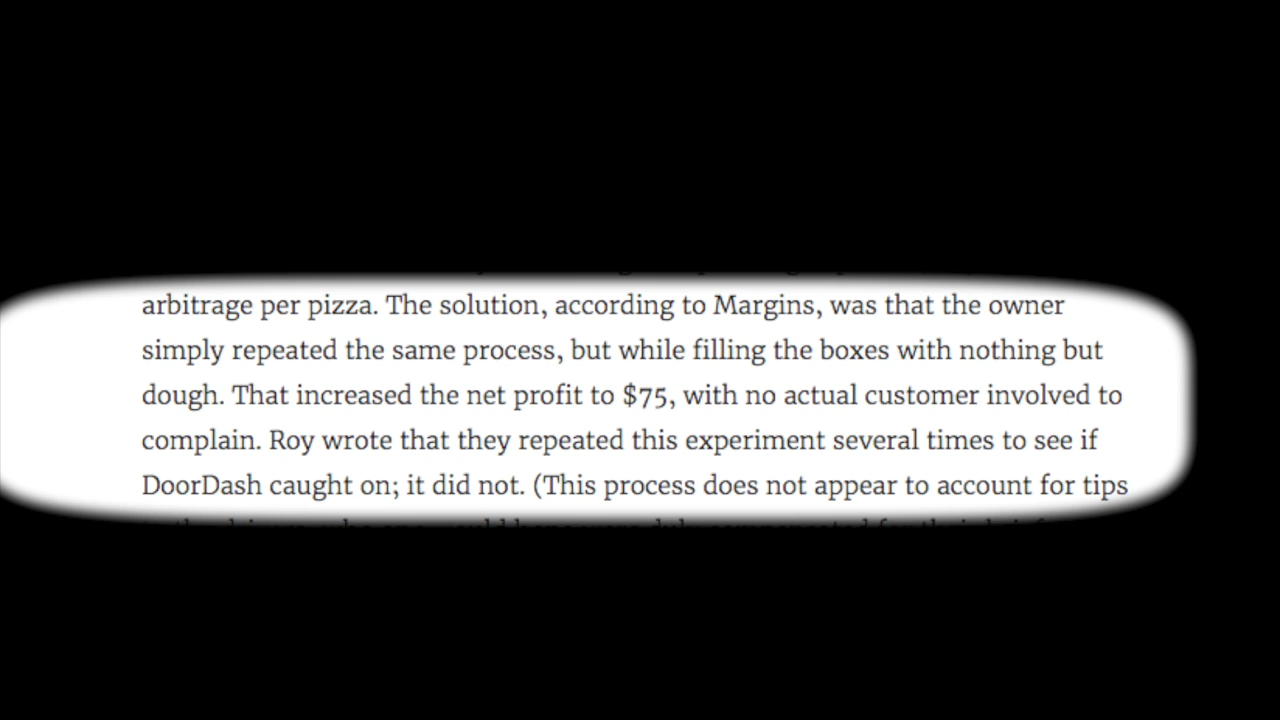 arbitrage per pizza. The solution, according to Margins, was that the owner
simply repeated the same process, but while filling the boxes with nothing but
dough. That increased the net profit to $75, with no actual customer involved to
complain. Roy wrote that they repeated this experiment several times to see if
DoorDash caught on; it did not. (This process does not appear to account for tips